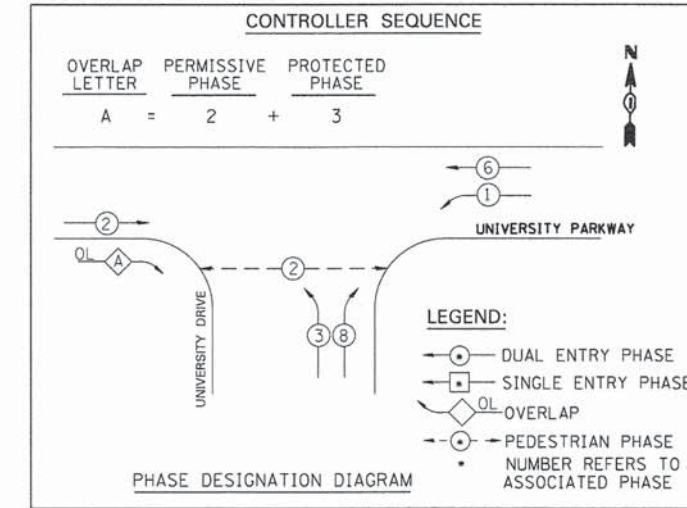 CONTROLLER SEQUENCE
OVERLAP LETTER
PERMISSIVE PHASE
PROTECTED PHASE
A = 2 + 3
N
6
1
2
UNIVERSITY PARKWAY
OL
A
2
UNIVERSITY DRIVE
3
8
LEGEND:
* DUAL ENTRY PHASE
* SINGLE ENTRY PHASE
OL OVERLAP
* PEDESTRIAN PHASE
* NUMBER REFERS TO
ASSOCIATED PHASE
PHASE DESIGNATION DIAGRAM